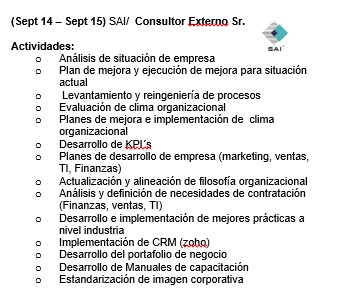 (Sept 14 – Sept 15) SAI/ Consultor Externo Sr.
SAI
Actividades:
o Análisis de situación de empresa
o Plan de mejora y ejecución de mejora para situación
actual
o Levantamiento y reingeniería de procesos
o Evaluación de clima organizacional
o Planes de mejora e implementación de clima
organizacional
o Desarrollo de KPI´s
o Planes de desarrollo de empresa (marketing, ventas,
TI, Finanzas)
o Actualización y alineación de filosofía organizacional
o Análisis y definición de necesidades de contratación
(Finanzas, ventas, TI)
o Desarrollo e implementación de mejores prácticas a
nivel industria
o Implementación de CRM (zoho)
o Desarrollo del portafolio de negocio
o Desarrollo de Manuales de capacitación
o Estandarización de imagen corporativa